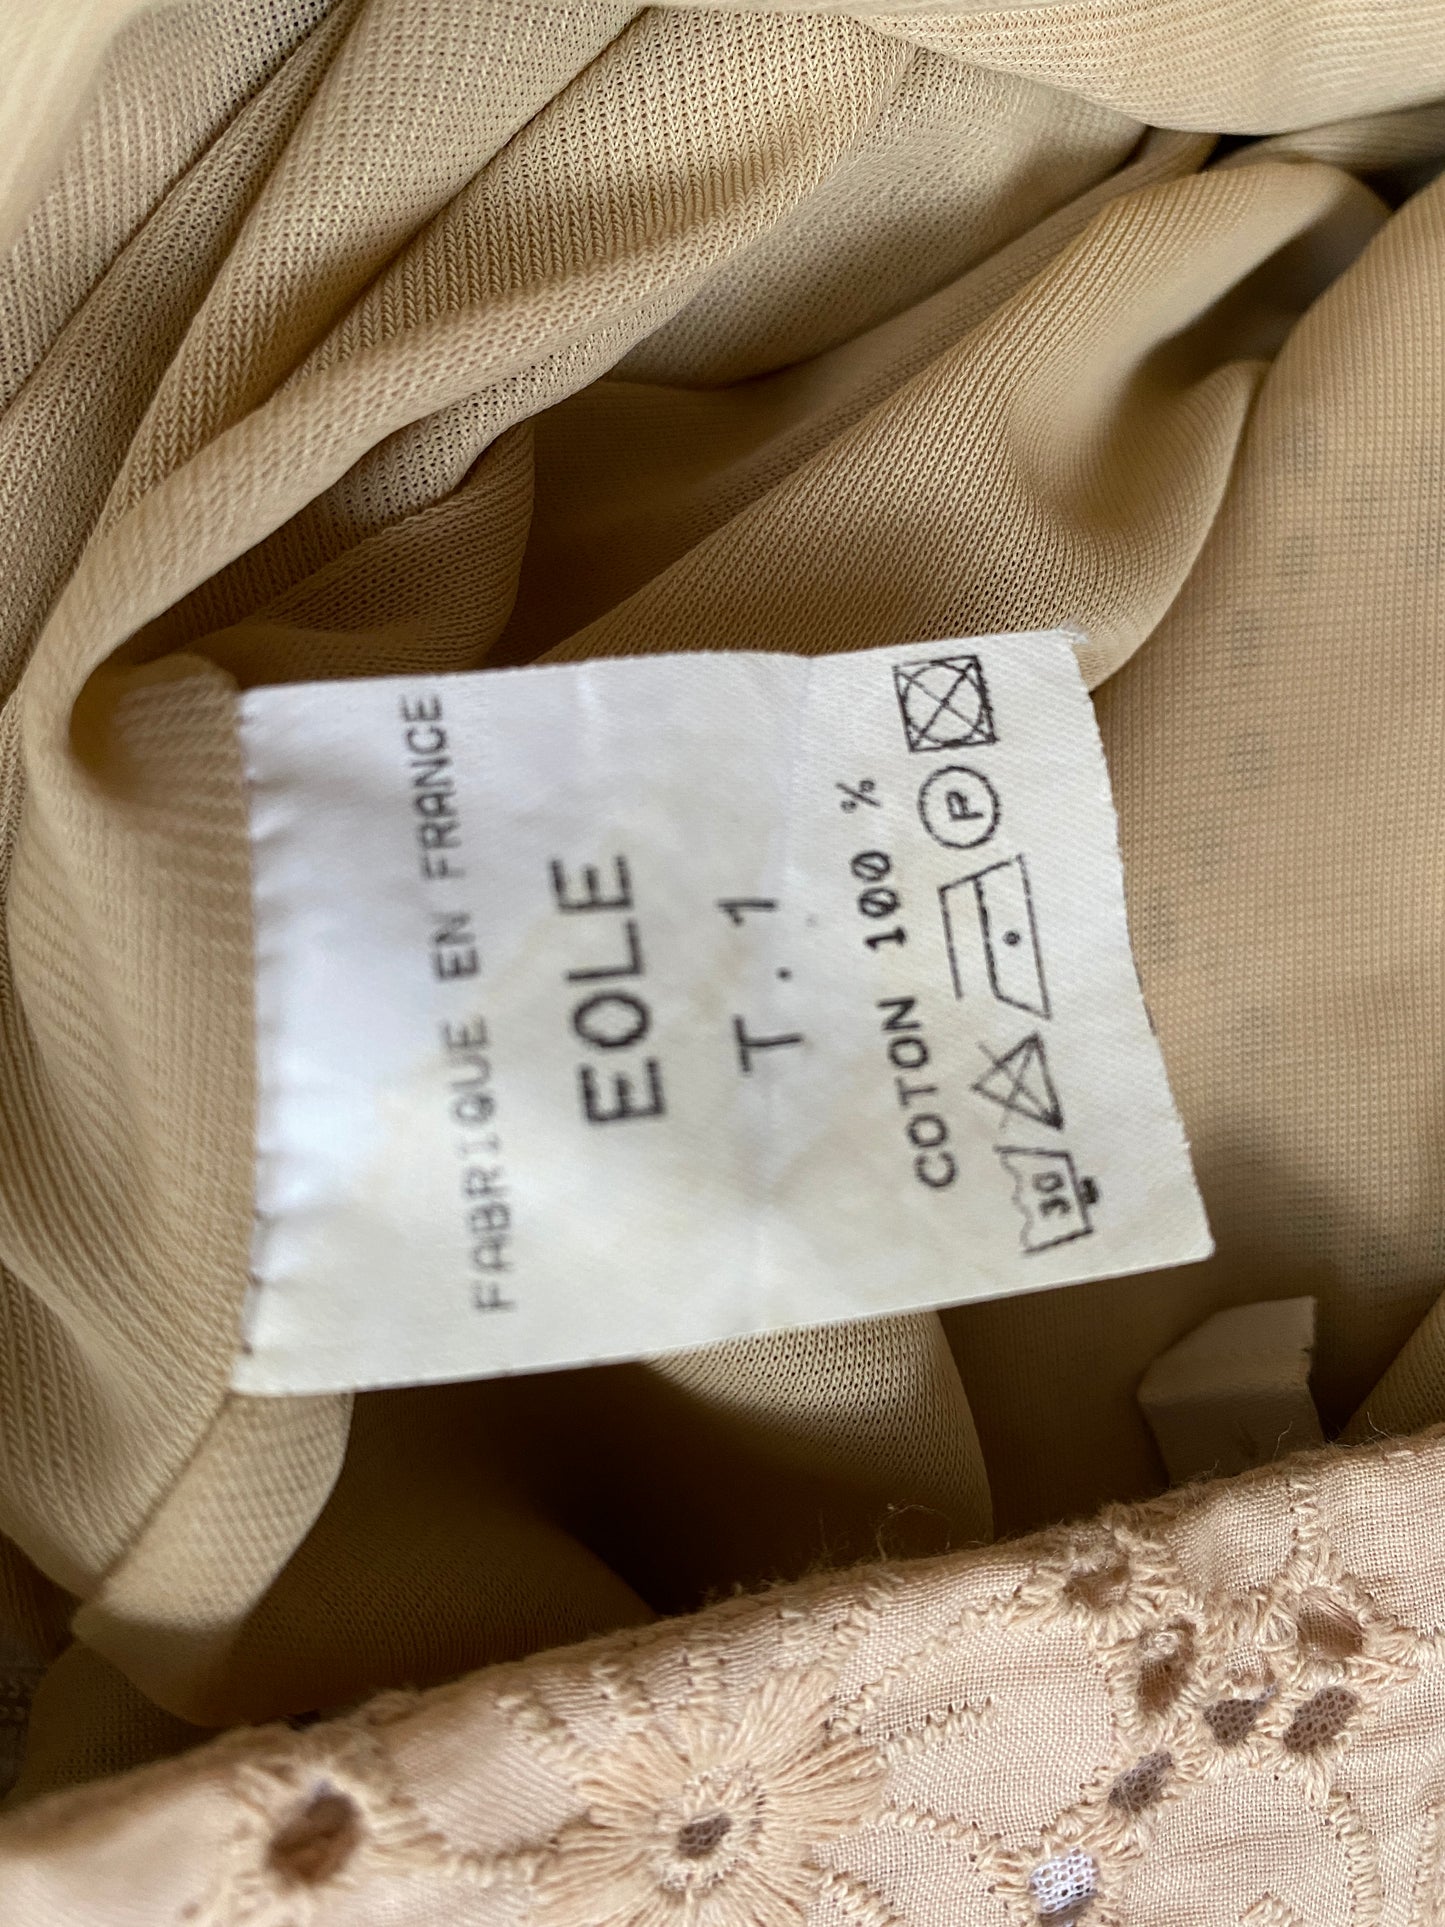 FABRIQUE EN FRANCE
EOLE
T.1
COTON 100 %
30 P